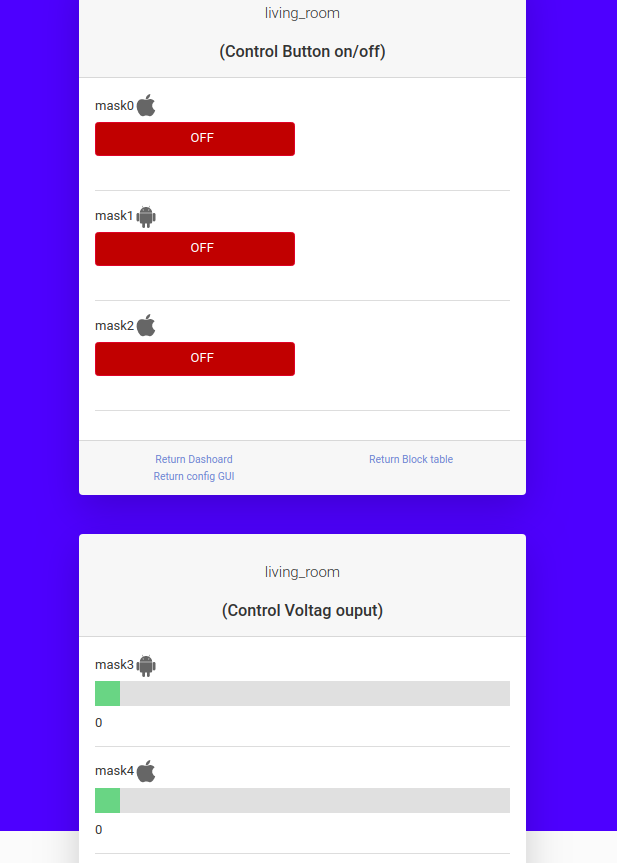 living_room
(Control Button on/off)
mask0
OFF
mask1
OFF
mask2
OFF
Return Dashoard
Return Block table
Return config GUI
living_room
(Control Voltag ouput)
mask3
0
mask4
0